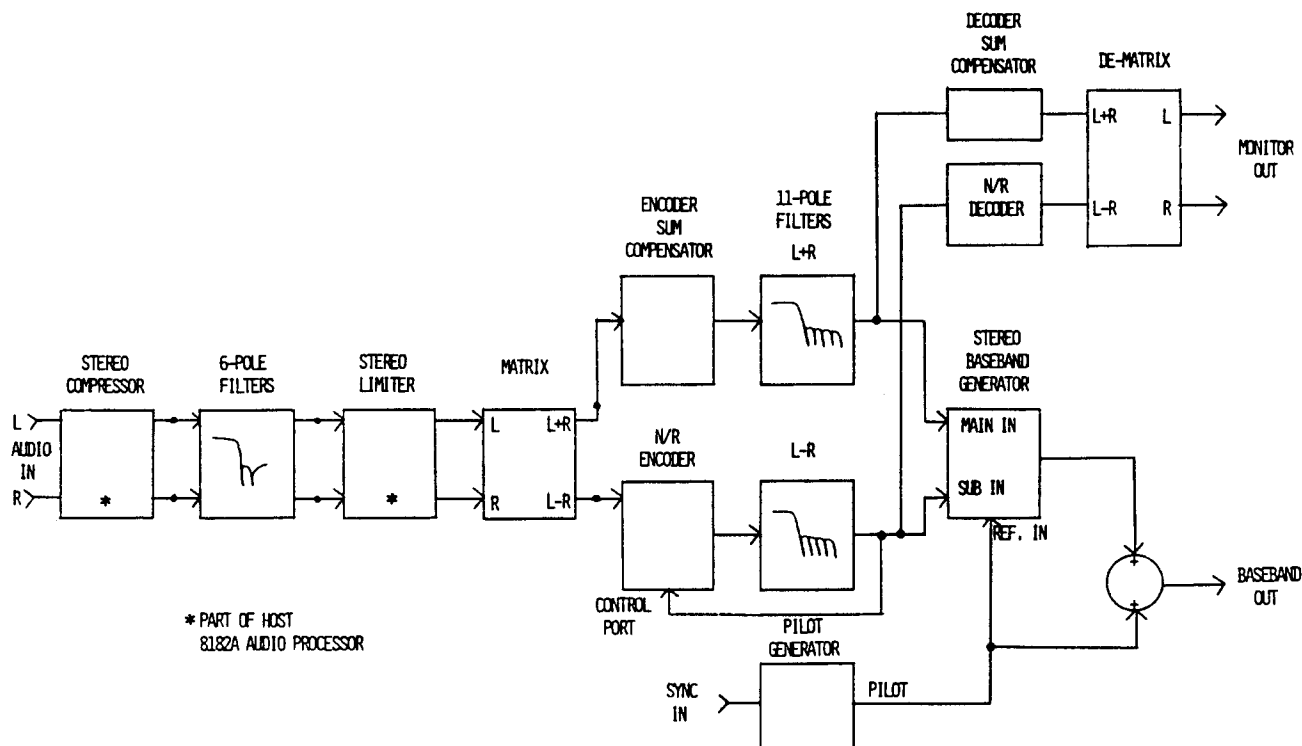 DECODER
SUM
COMPENSATOR
DE-MATRIX
L+R
L
MONITOR
OUT
N/R
DECODER
L-R
R
ENCODER
SUM
COMPENSATOR
11-POLE
FILTERS
L+R
STEREO
BASEBAND
GENERATOR
STEREO
COMPRESSOR
6-POLE
FILTERS
STEREO
LIMITER
MATRIX
L
AUDIO
IN
R
*
*
L
L+R
R
L-R
N/R
ENCODER
L-R
MAIN IN
SUB IN
REF. IN
+
+
BASEBAND
OUT
CONTROL
PORT
* PART OF HOST
8182A AUDIO PROCESSOR
PILOT
GENERATOR
SYNC
IN
PILOT